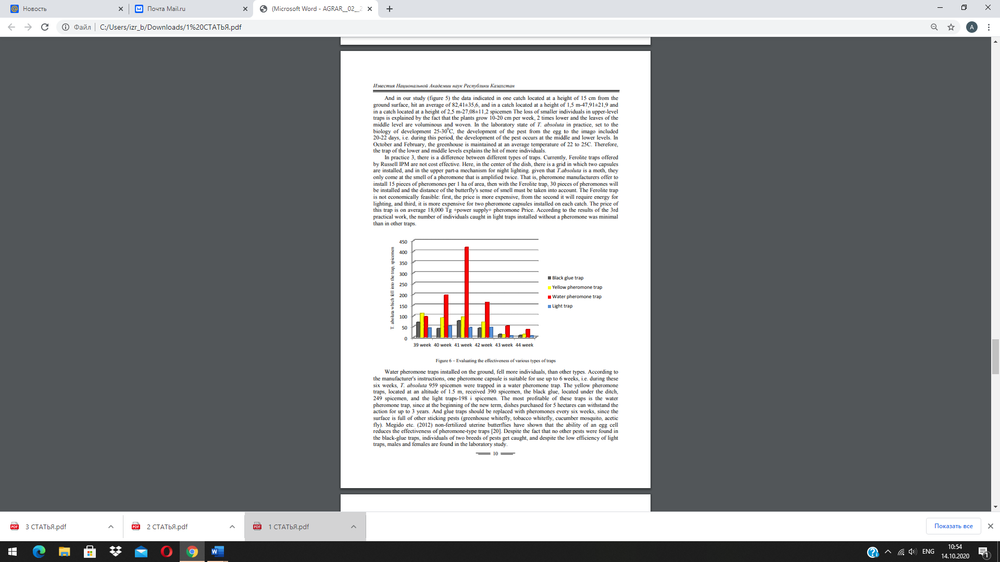 Новость
Почта Mail.ru
(Microsoft Word - AGRAR__02__2
Файл
C:/Users/izr_b/Downloads/1%20СТАТЬЯ.pdf
A
Известия Национальной Академии наук Республики Казахстан
And in our study (figure 5) the data indicated in one catch located at a height of 15 cm from the
ground surface, hit an average of 82,41±35,6, and in a catch located at a height of 1,5 m-47,91±21,9 and
in a catch located at a height of 2,5 m-27,08±11,2 spicemen The loss of smaller individuals in upper-level
traps is explained by the fact that the plants grow 10-20 cm per week, 2 times lower and the leaves of the
middle level are voluminous and woven. In the laboratory state of T. absoluta in practice, set to the
biology of development 25-30⁰C, the development of the pest from the egg to the imago included
20-22 days, i.e. during this period, the development of the pest occurs at the middle and lower levels. In
October and February, the greenhouse is maintained at an average temperature of 22 to 25C. Therefore,
the trap of the lower and middle levels explains the hit of more individuals.
In practice 3, there is a difference between different types of traps. Currently, Ferolite traps offered
by Russell IPM are not cost effective. Here, in the center of the dish, there is a grid in which two capsules
are installed, and in the upper part-a mechanism for night lighting. given that T.absoluta is a moth, they
only come at the smell of a pheromone that is amplified twice. That is, pheromone manufacturers offer to
install 15 pieces of pheromones per 1 ha of area, then with the Ferolite trap, 30 pieces of pheromones will
be installed and the distance of the butterfly's sense of smell must be taken into account. The Ferolite trap
is not economically feasible: first, the price is more expensive, from the second it will require energy for
lighting, and third, it is more expensive for two pheromone capsules installed on each catch. The price of
this trap is on average 18,000 Tg +power supply+ pheromone Price. According to the results of the 3rd
practical work, the number of individuals caught in light traps installed without a pheromone was minimal
than in other traps.
T. aboluta which fell into the trap, spicemen
450
400
350
300
250
200
150
100
50
0
39 week 40 week 41 week 42 week 43 week 44 week
Black glue trap
Yellow pheromone trap
Water pheromone trap
Light trap
Figure 6 – Evaluating the effectiveness of various types of traps
Water pheromone traps installed on the ground, fell more individuals, than other types. According to
the manufacturer's instructions, one pheromone capsule is suitable for use up to 6 weeks, i.e. during these
six weeks, T. absoluta 959 spicemen were trapped in a water pheromone trap. The yellow pheromone
traps, located at an altitude of 1.5 m, received 390 spicemen, the black glue, located under the ditch,
249 spicemen, and the light traps-198 i spicemen. The most profitable of these traps is the water
pheromone trap, since at the beginning of the new term, dishes purchased for 5 hectares can withstand the
action for up to 3 years. And glue traps should be replaced with pheromones every six weeks, since the
surface is full of other sticking pests (greenhouse whitefly, tobacco whitefly, cucumber mosquito, acetic
fly). Megido etc. (2012) non-fertilized uterine butterflies have shown that the ability of an egg cell
reduces the effectiveness of pheromone-type traps [20]. Despite the fact that no other pests were found in
the black-glue traps, individuals of two breeds of pests get caught, and despite the low efficiency of light
traps, males and females are found in the laboratory study.
10
3 СТАТЬЯ.pdf
2 СТАТЬЯ.pdf
1 СТАТЬЯ.pdf
Показать все
ENG
10:54
14.10.2020
1